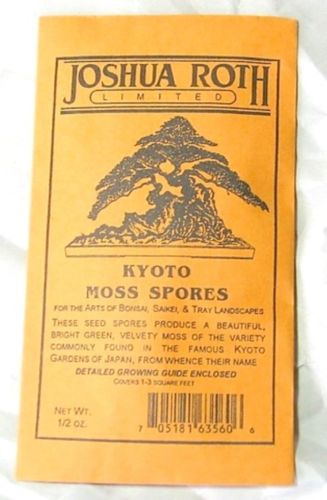 JOSHUA ROTH
LIMITED
KYOTO
MOSS SPORES
FOR THE ARTS OF BONSAI, SAIKEI, & TRAY LANDSCAPES
THESE SEED SPORES PRODUCE A BEAUTIFUL,
BRIGHT GREEN, VELVETY MOSS OF THE VARIETY
COMMONLY FOUND IN THE FAMOUS KYOTO
GARDENS OF JAPAN, FROM WHENCE THEIR NAME
DETAILED GROWING GUIDE ENCLOSED
COVERS 1-3 SQUARE FEET
NET WT.
1/2 OZ.
7 05181 63560 6